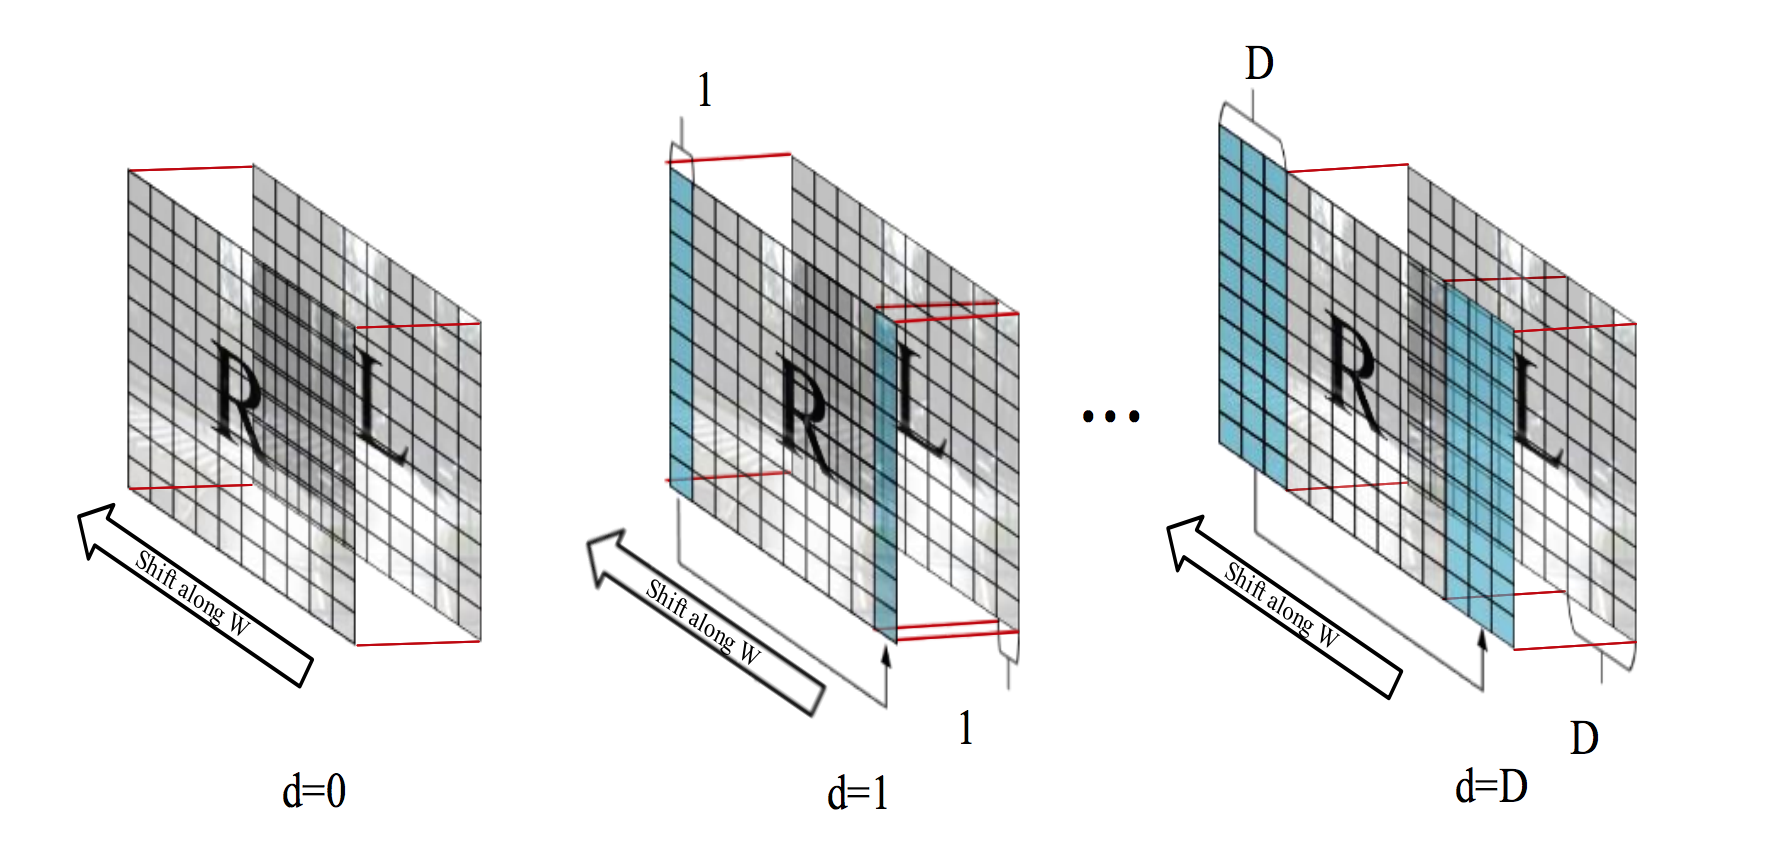 D
1
R
L
R
L
R
L
...
Shift along W
Shift along W
Shift along W
1
D
d=0
d=1
d=D